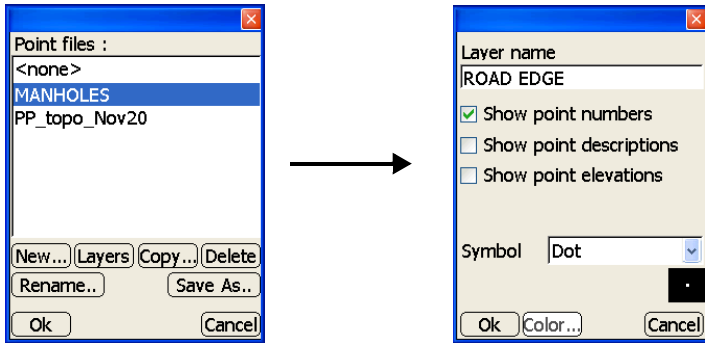 Point files :
<none>
MANHOLES
PP_topo_Nov20
New... Layers Copy... Delete
Rename.. Save As..
Ok Cancel
Layer name
ROAD EDGE
Show point numbers
Show point descriptions
Show point elevations
Symbol Dot
Ok Color... Cancel